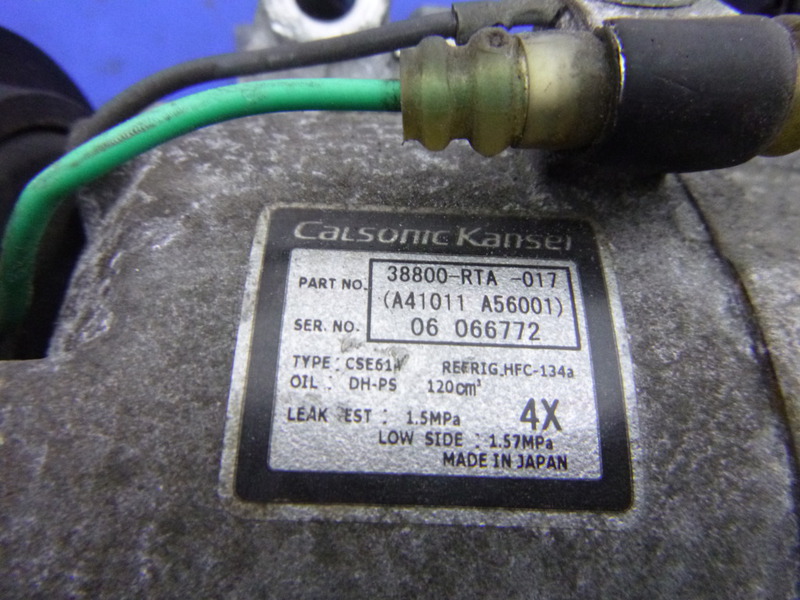 Calsonic Kansei
PART NO. 38800-RTA -017
(A41011 A56001)
SER. NO. 06 066772
TYPE: REFRIG. HFC-134a
OIL : DH-PS 120cm³
LEAK EST : 1.5MPa 4X
LOW SIDE : 1.57MPa
MADE IN JAPAN